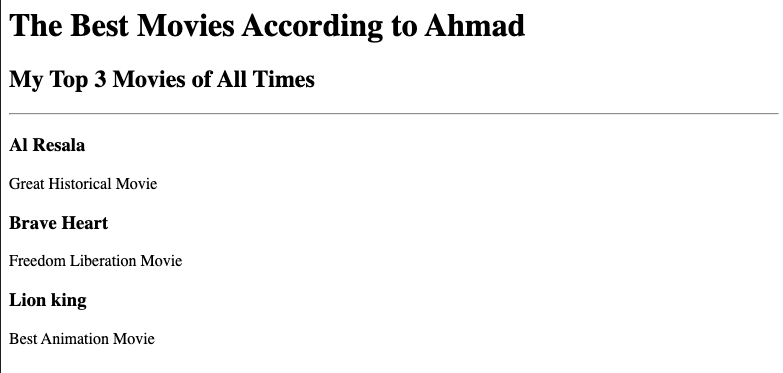 The Best Movies According to Ahmad
My Top 3 Movies of All Times
Al Resala
Great Historical Movie
Brave Heart
Freedom Liberation Movie
Lion king
Best Animation Movie